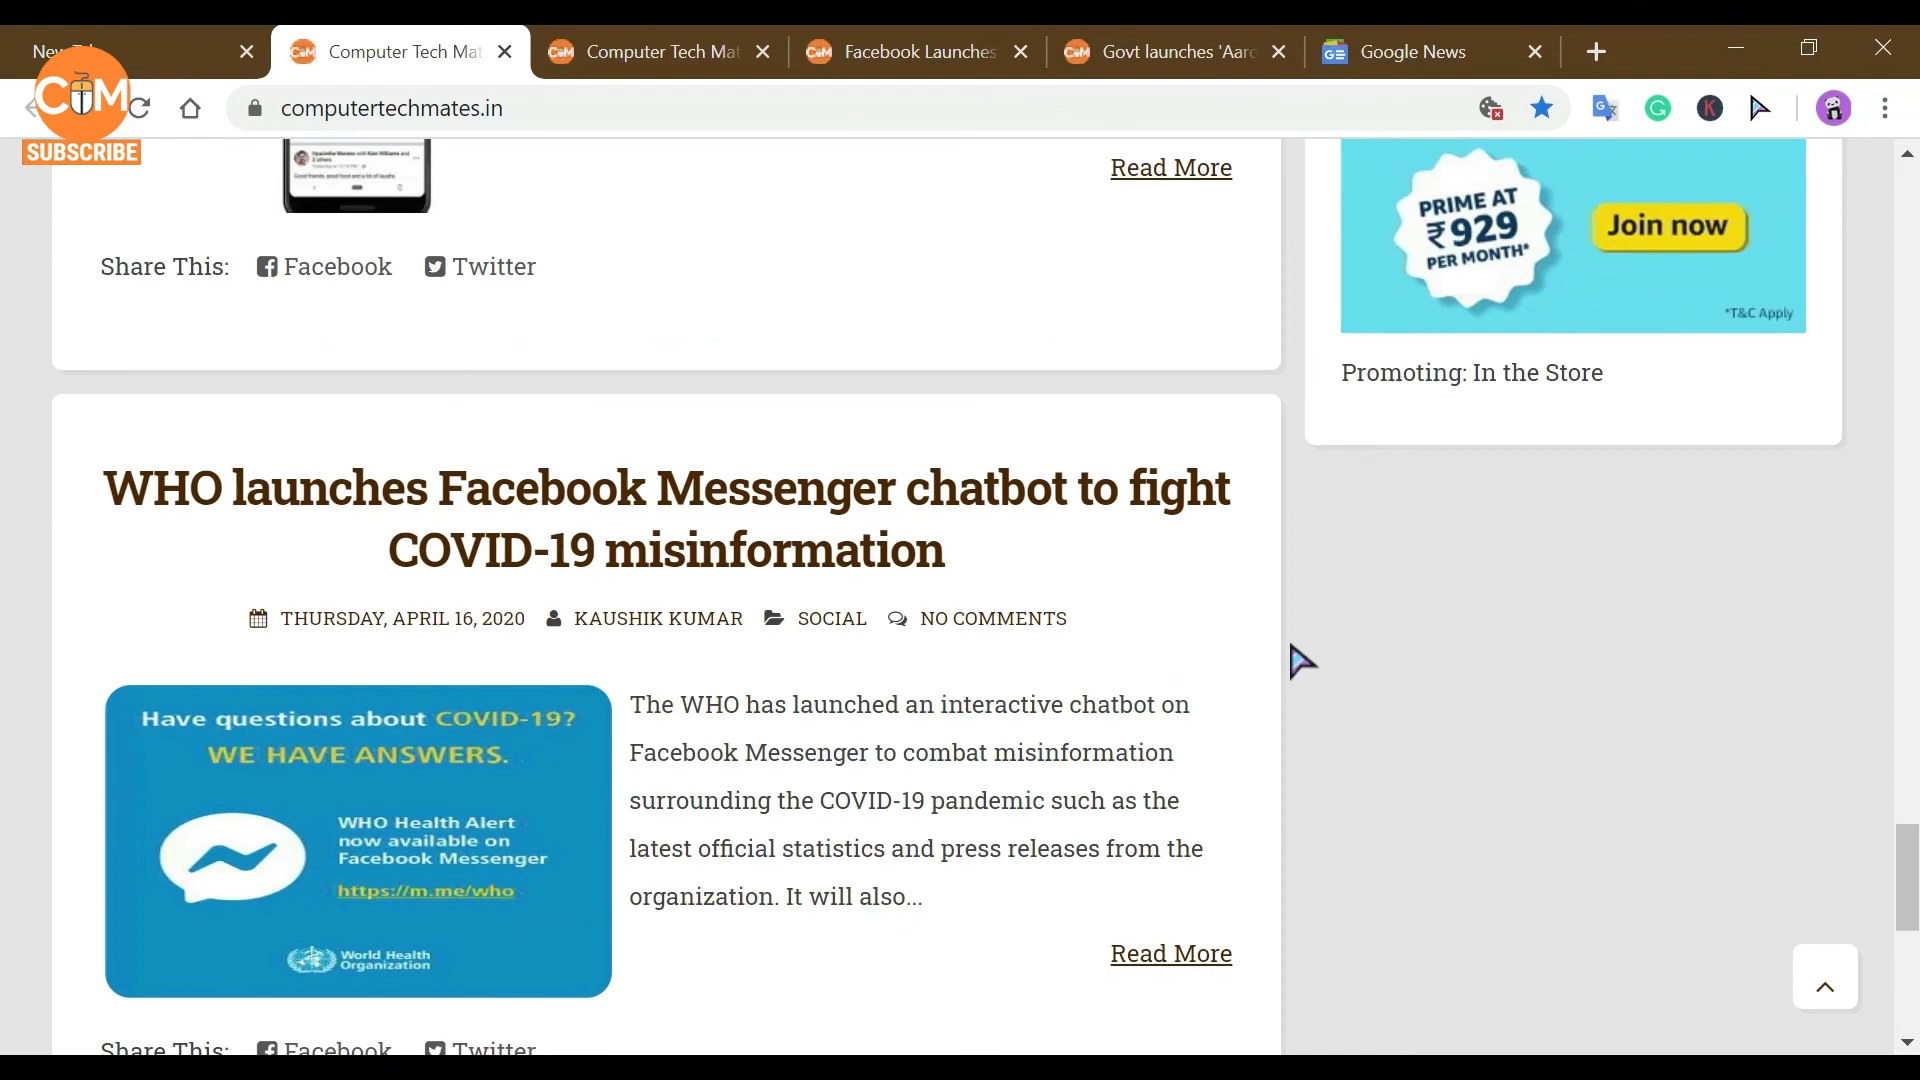 Computer Tech Mat
Computer Tech Mat
Facebook Launches
Govt launches 'Aaro
Google News
CTM
SUBSCRIBE
computertechmates.in
Read More
Share This: Facebook Twitter
PRIME AT
₹929
PER MONTH*
Join now
*T&C Apply
Promoting: In the Store
WHO launches Facebook Messenger chatbot to fight
COVID-19 misinformation
THURSDAY, APRIL 16, 2020 KAUSHIK KUMAR SOCIAL NO COMMENTS
Have questions about COVID-19?
WE HAVE ANSWERS.
WHO Health Alert
now available on
Facebook Messenger
https://m.me/who
World Health
Organization
The WHO has launched an interactive chatbot on
Facebook Messenger to combat misinformation
surrounding the COVID-19 pandemic such as the
latest official statistics and press releases from the
organization. It will also...
Read More
Share This: Facebook Twitter